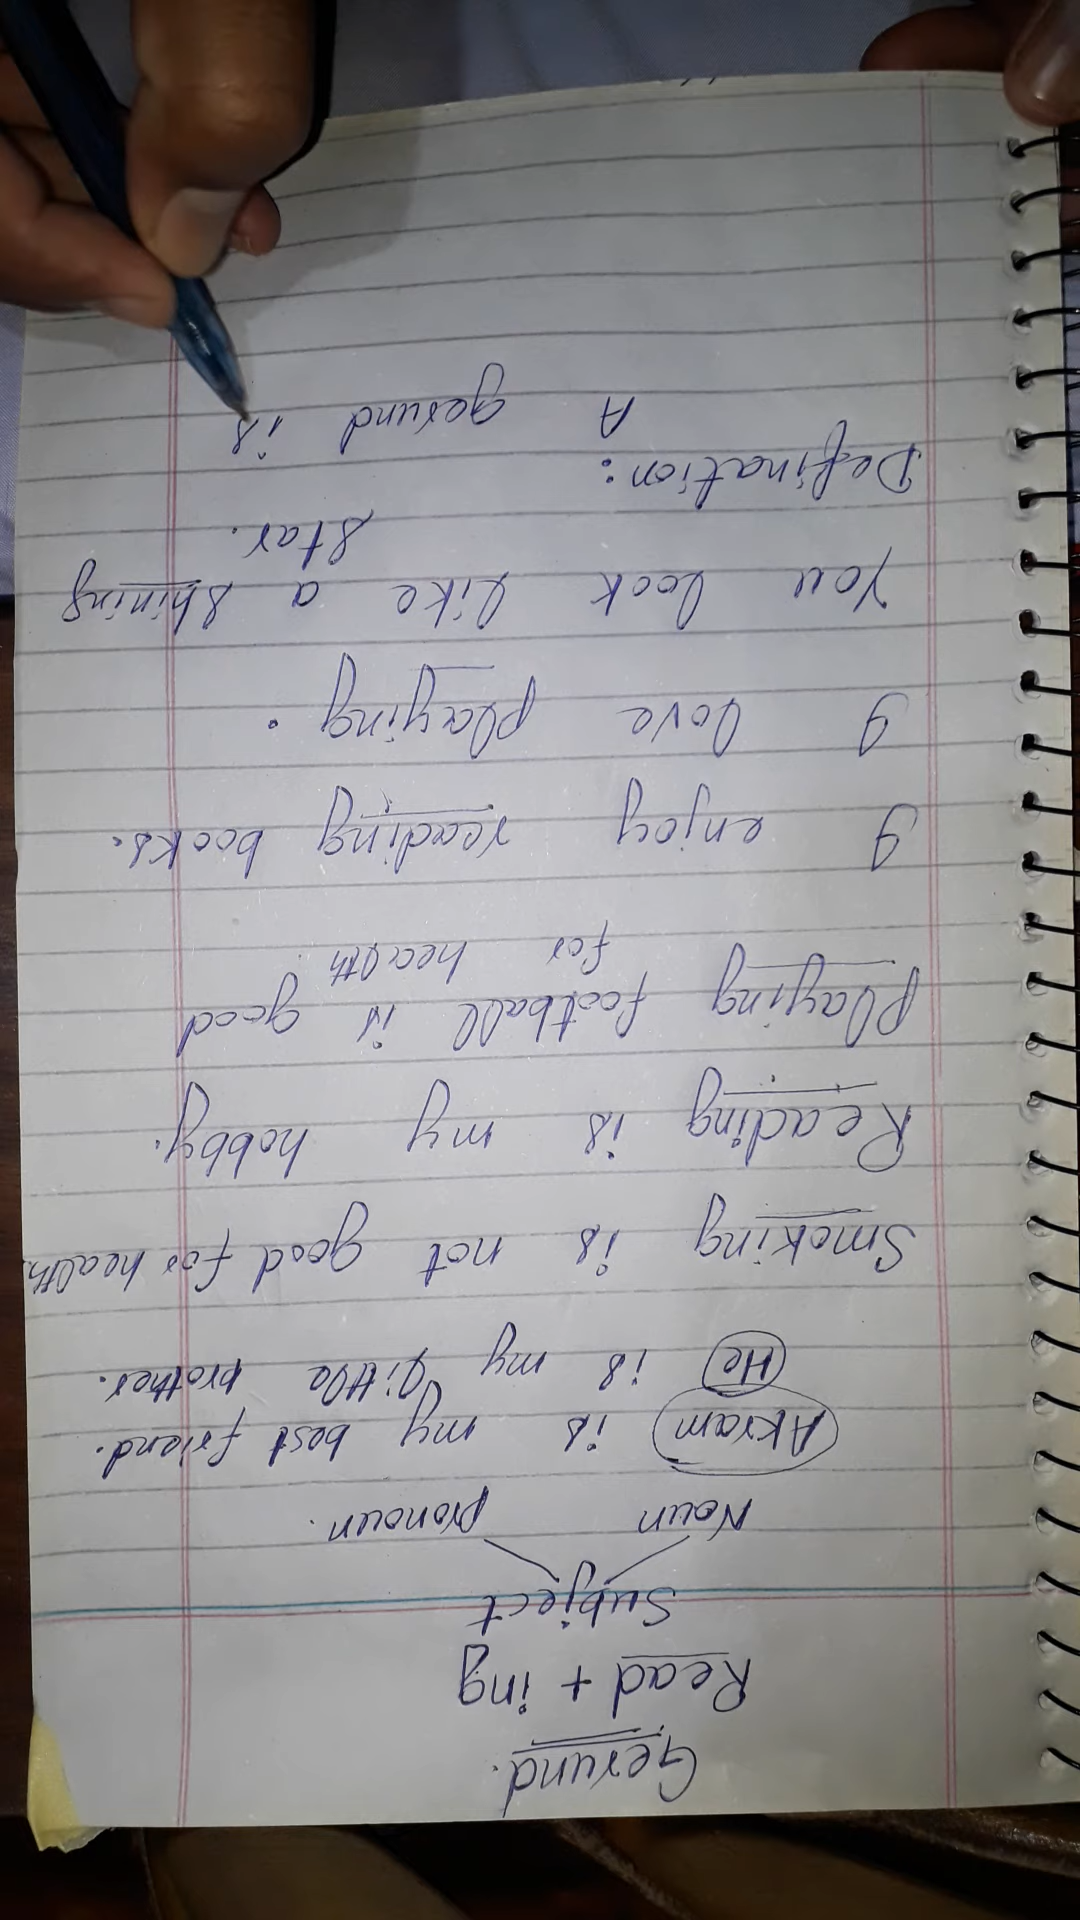 Gerund.
Read + ing
Subject
Noun pronoun.
Akram is my best friend.
He is my little brother.
Smoking is not good for health.
Reading is my hobby.
Playing football is good
for health
I enjoy reading books.
I love playing.
You look like a shining
star.
Defination:
A gerund is